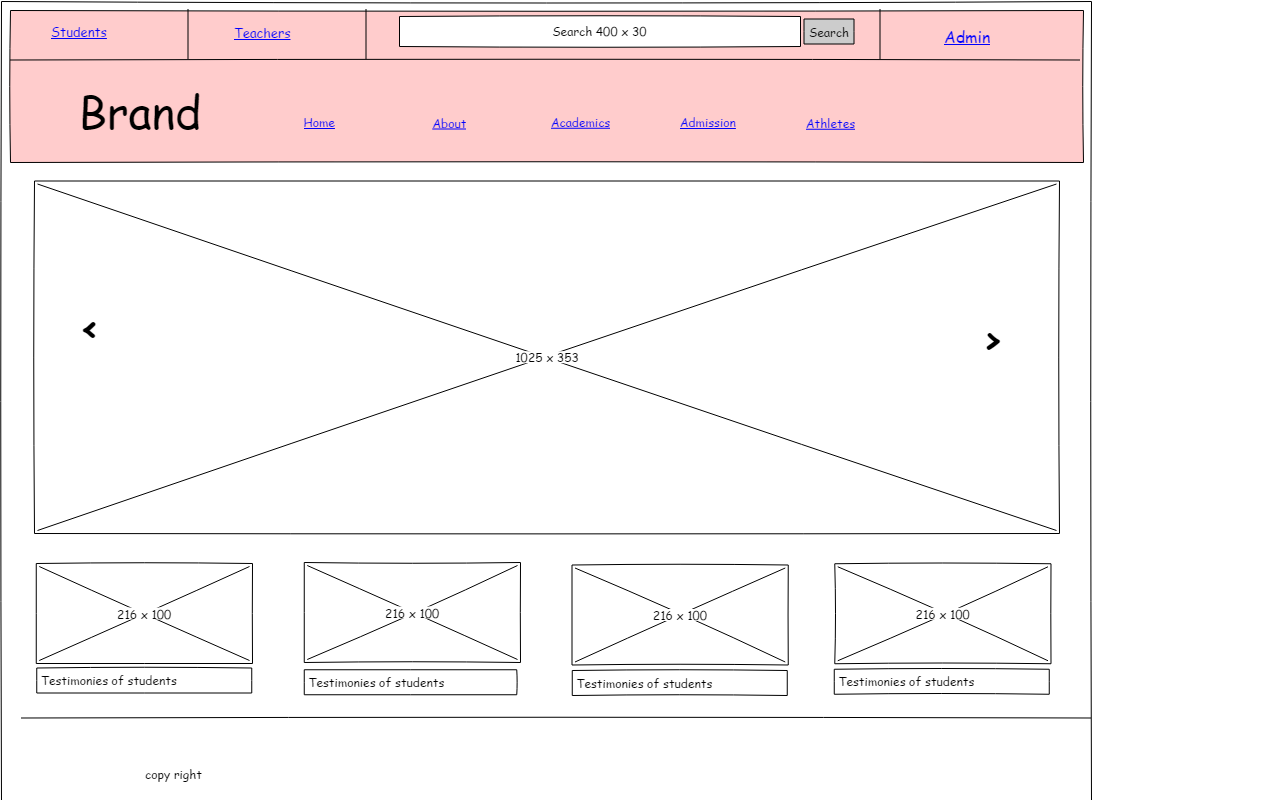 Students
Teachers
Search 400 x 30
Search
Admin
Brand
Home
About
Academics
Admission
Athletes
<
>
1025 x 353
216 x 100
216 x 100
216 x 100
216 x 100
Testimonies of students
Testimonies of students
Testimonies of students
Testimonies of students
copy right